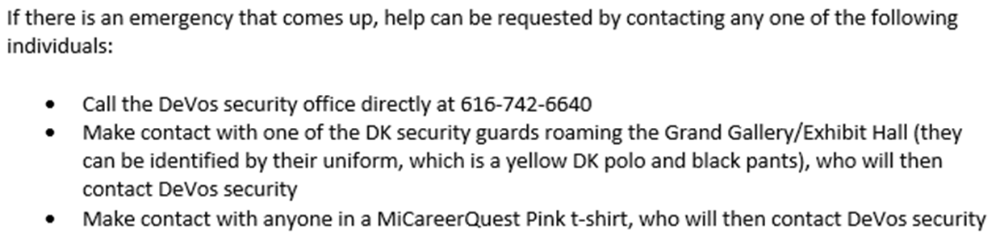 If there is an emergency that comes up, help can be requested by contacting any one of the following
individuals:
• Call the DeVos security office directly at 616-742-6640
• Make contact with one of the DK security guards roaming the Grand Gallery/Exhibit Hall (they
can be identified by their uniform, which is a yellow DK polo and black pants), who will then
contact DeVos security
• Make contact with anyone in a MiCareerQuest Pink t-shirt, who will then contact DeVos security